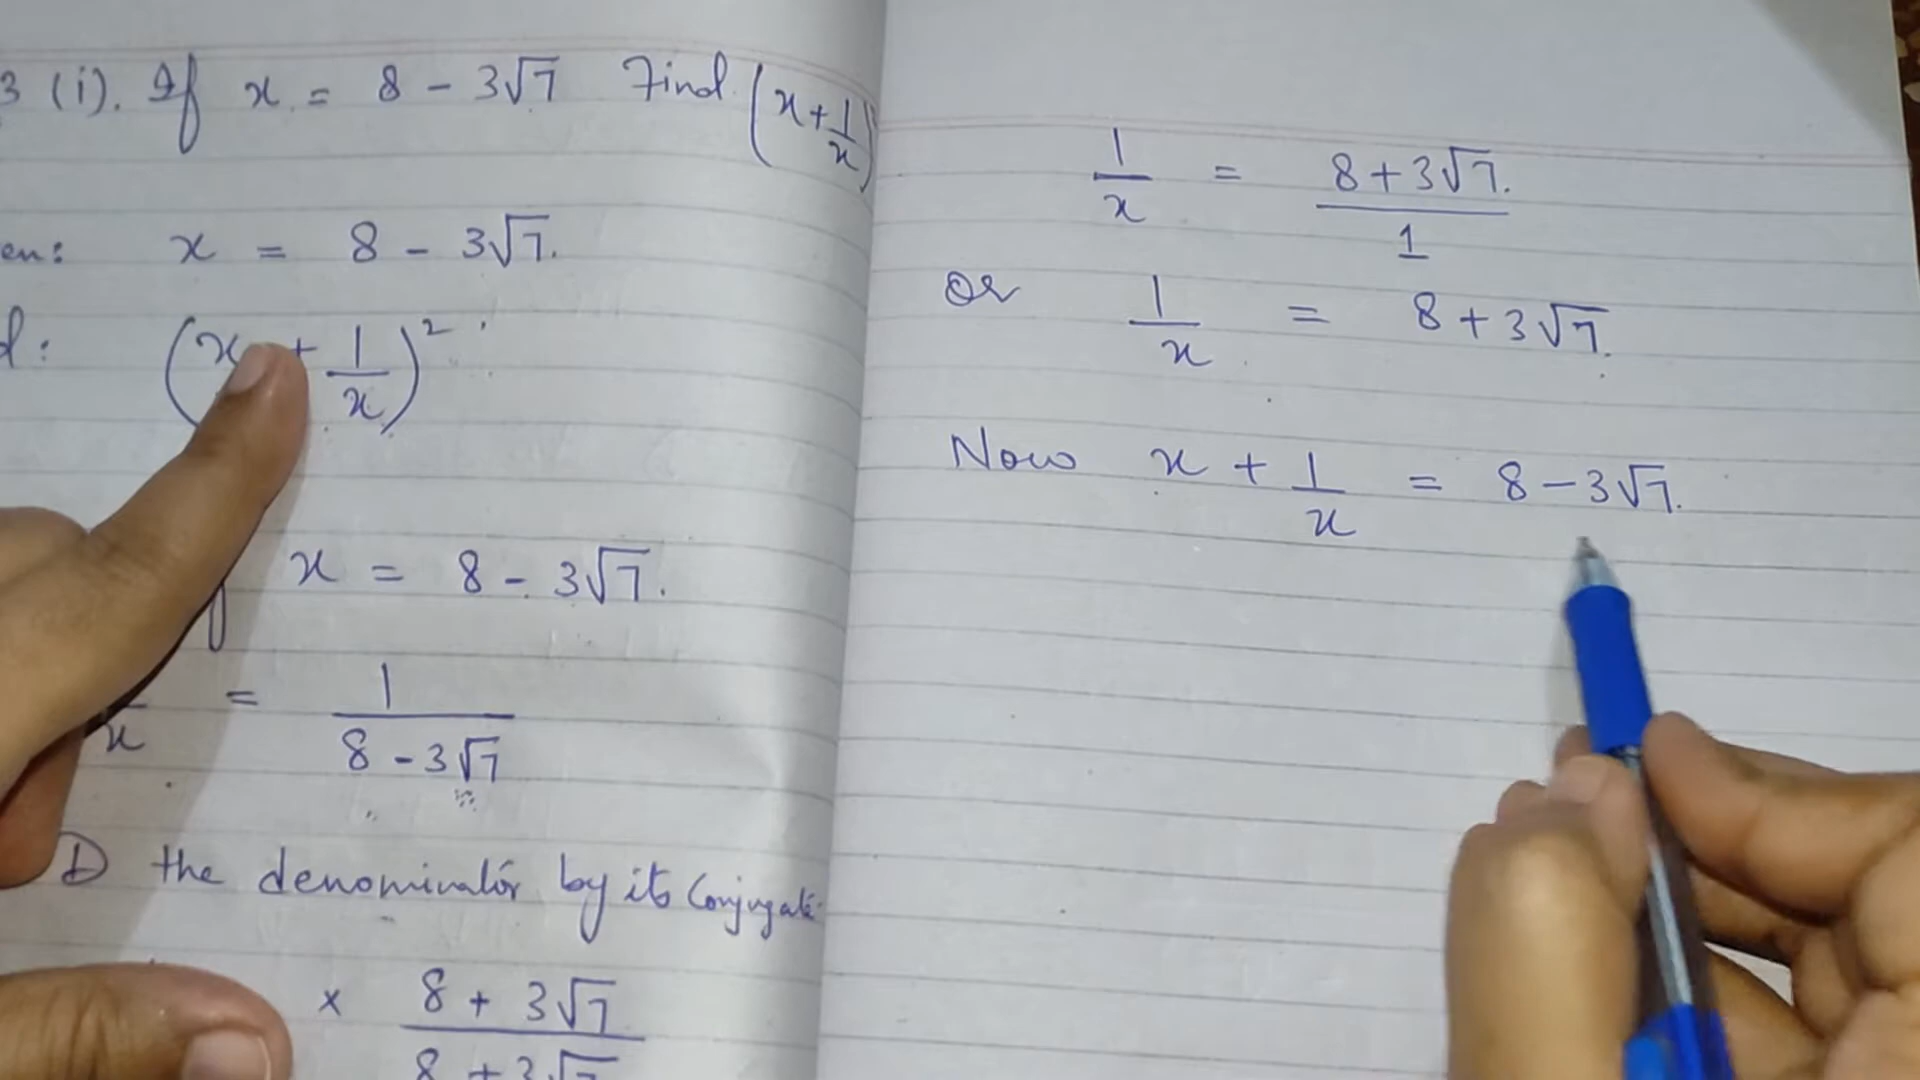 3 (i). If x = 8 - 3√7 Find (x + 1/x)
en: x = 8 - 3√7.
d: (x + 1/x)²
x = 8 - 3√7.
x = 1/(8 - 3√7)
the denominator by its Conjugate
× (8 + 3√7)/(8 + 3√7)
1/x = (8 + 3√7.)/1
or 1/x = 8 + 3√7.
Now x + 1/x = 8 - 3√7.